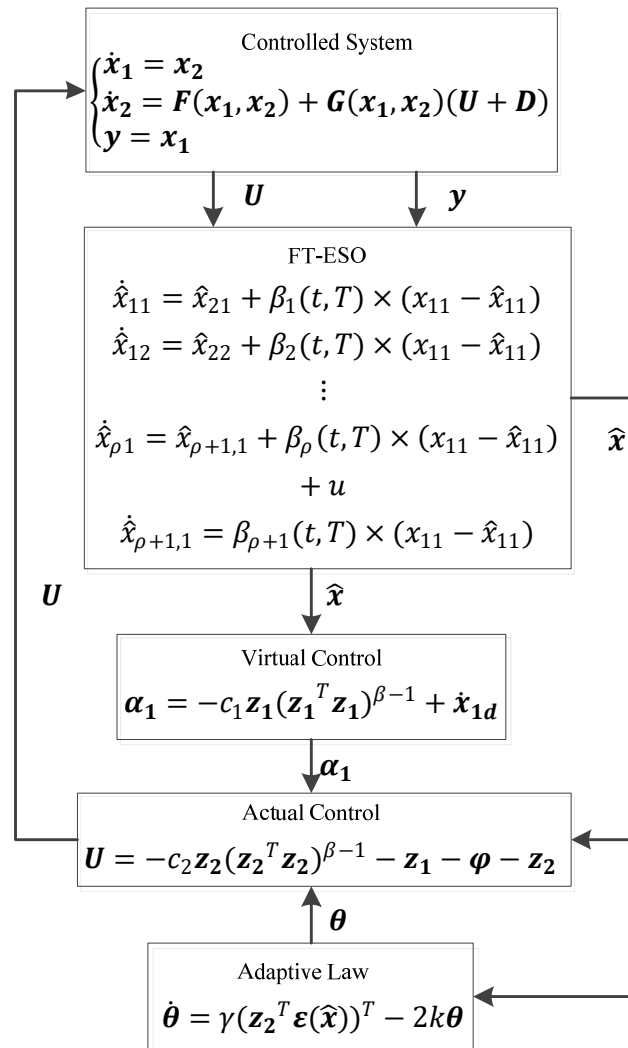 Controlled System
ẋ₁ = x₂
ẋ₂ = F(x₁, x₂) + G(x₁, x₂)(U + D)
y = x₁
U
y
FT-ESO
x̂̇₁₁ = x̂₂₁ + β₁(t, T) × (x₁₁ − x̂₁₁)
x̂̇₁₂ = x̂₂₂ + β₂(t, T) × (x₁₁ − x̂₁₁)
⋮
x̂̇ρ1 = x̂ρ+1,1 + βρ(t, T) × (x₁₁ − x̂₁₁)
+ u
x̂̇ρ+1,1 = βρ+1(t, T) × (x₁₁ − x̂₁₁)
x̂
U
x̂
Virtual Control
α₁ = −c₁z₁(z₁ᵀz₁)^{β−1} + ẋ₁d
α₁
Actual Control
U = −c₂z₂(z₂ᵀz₂)^{β−1} − z₁ − φ − z₂
θ
Adaptive Law
θ̇ = γ(z₂ᵀε(x̂))ᵀ − 2kθ